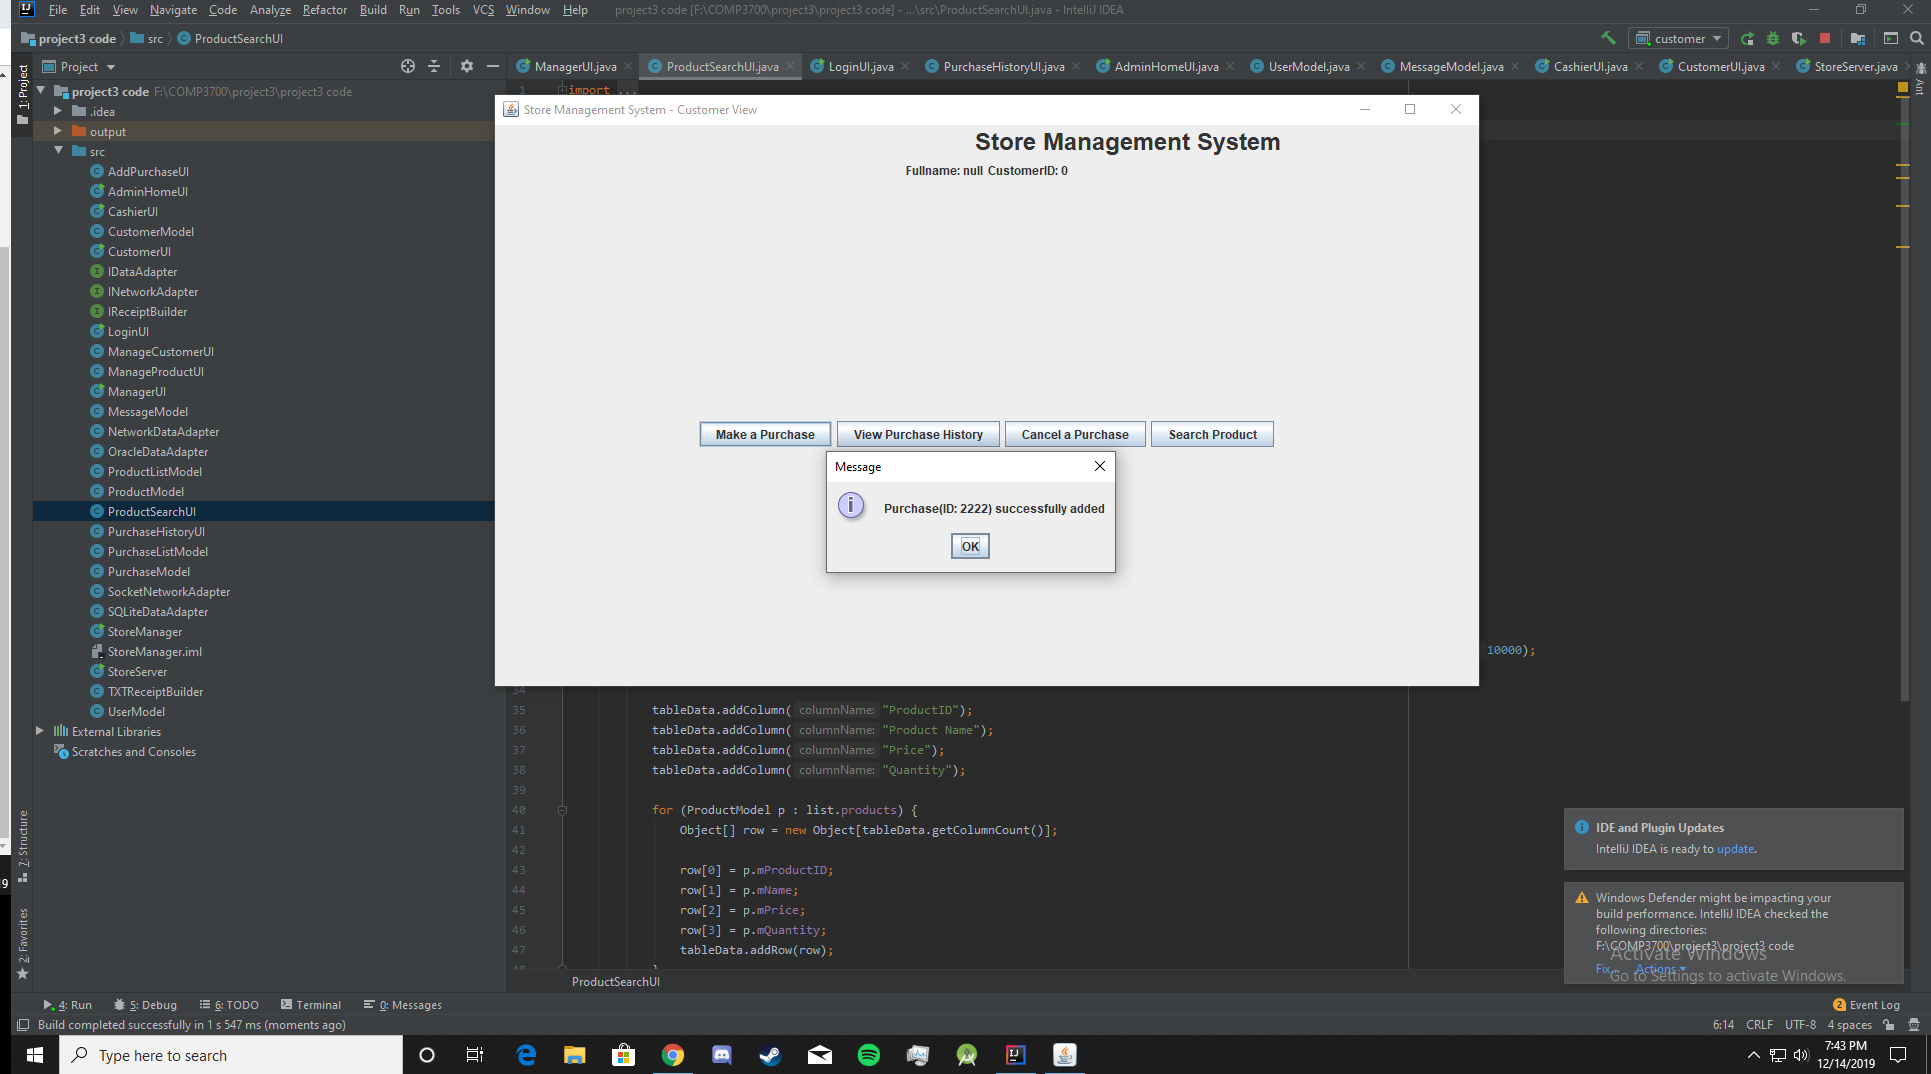 File Edit View Navigate Code Analyze Refactor Build Run Tools VCS Window Help project3 code [F:\COMP3700\project3\project3 code] - ...\src\ProductSearchUI.java - IntelliJ IDEA
project3 code src ProductSearchUI customer
Project
ManagerUI.java ProductSearchUI.java LoginUI.java PurchaseHistoryUI.java AdminHomeUI.java UserModel.java MessageModel.java CashierUI.java CustomerUI.java StoreServer.java
1: Project
Ant
project3 code F:\COMP3700\project3\project3 code
.idea
output
src
AddPurchaseUI
AdminHomeUI
CashierUI
CustomerModel
CustomerUI
IDataAdapter
INetworkAdapter
IReceiptBuilder
LoginUI
ManageCustomerUI
ManageProductUI
ManagerUI
MessageModel
NetworkDataAdapter
OracleDataAdapter
ProductListModel
ProductModel
ProductSearchUI
PurchaseHistoryUI
PurchaseListModel
PurchaseModel
SocketNetworkAdapter
SQLiteDataAdapter
StoreManager
StoreManager.iml
StoreServer
TXTReceiptBuilder
UserModel
External Libraries
Scratches and Consoles
7: Structure
2: Favorites
19
1 import ...
Store Management System - Customer View
Store Management System
Fullname: null CustomerID: 0
Make a Purchase View Purchase History Cancel a Purchase Search Product
Message
Purchase(ID: 2222) successfully added
OK
10000);
34
35 tableData.addColumn( columnName: "ProductID");
36 tableData.addColumn( columnName: "Product Name");
37 tableData.addColumn( columnName: "Price");
38 tableData.addColumn( columnName: "Quantity");
39
40 for (ProductModel p : list.products) {
41 Object[] row = new Object[tableData.getColumnCount()];
42
43 row[0] = p.mProductID;
44 row[1] = p.mName;
45 row[2] = p.mPrice;
46 row[3] = p.mQuantity;
47 tableData.addRow(row);
48 }
ProductSearchUI
IDE and Plugin Updates
IntelliJ IDEA is ready to update.
Windows Defender might be impacting your
build performance. IntelliJ IDEA checked the
following directories:
F:\COMP3700\project3\project3 code
Fix... Actions
Activate Windows
Go to Settings to activate Windows.
4: Run 5: Debug 6: TODO Terminal 0: Messages 2 Event Log
Build completed successfully in 1 s 547 ms (moments ago) 6:14 CRLF UTF-8 4 spaces
Type here to search
7:43 PM
12/14/2019